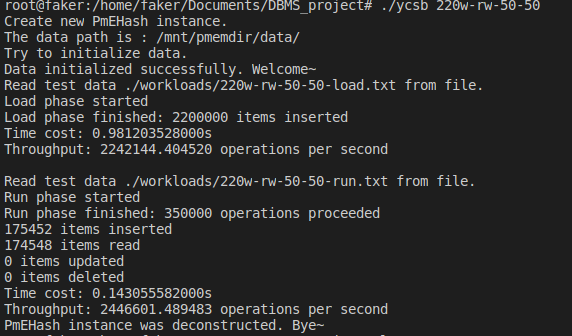 root@faker:/home/faker/Documents/DBMS_project# ./ycsb 220w-rw-50-50
Create new PmEHash instance.
The data path is : /mnt/pmemdir/data/
Try to initialize data.
Data initialized successfully. Welcome~
Read test data ./workloads/220w-rw-50-50-load.txt from file.
Load phase started
Load phase finished: 2200000 items inserted
Time cost: 0.981203528000s
Throughput: 2242144.404520 operations per second
Read test data ./workloads/220w-rw-50-50-run.txt from file.
Run phase started
Run phase finished: 350000 operations proceeded
175452 items inserted
174548 items read
0 items updated
0 items deleted
Time cost: 0.143055582000s
Throughput: 2446601.489483 operations per second
PmEHash instance was deconstructed. Bye~